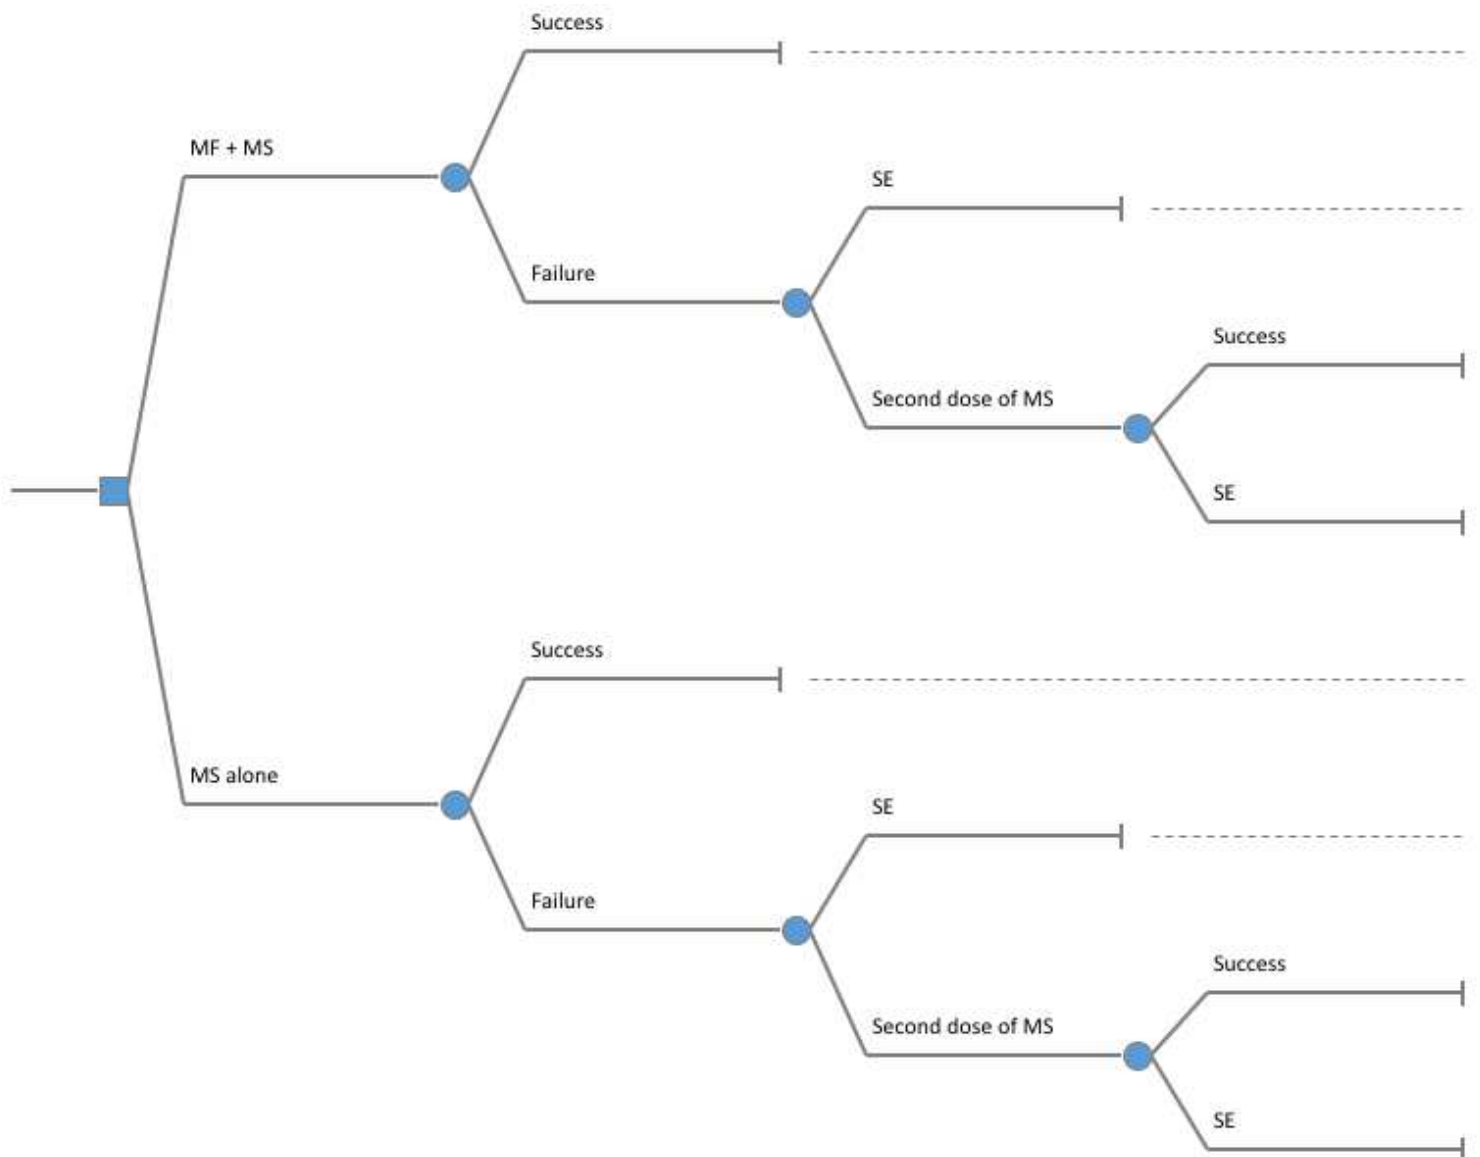 Success
MF + MS
SE
Failure
Success
Second dose of MS
SE
Success
MS alone
SE
Failure
Success
Second dose of MS
SE